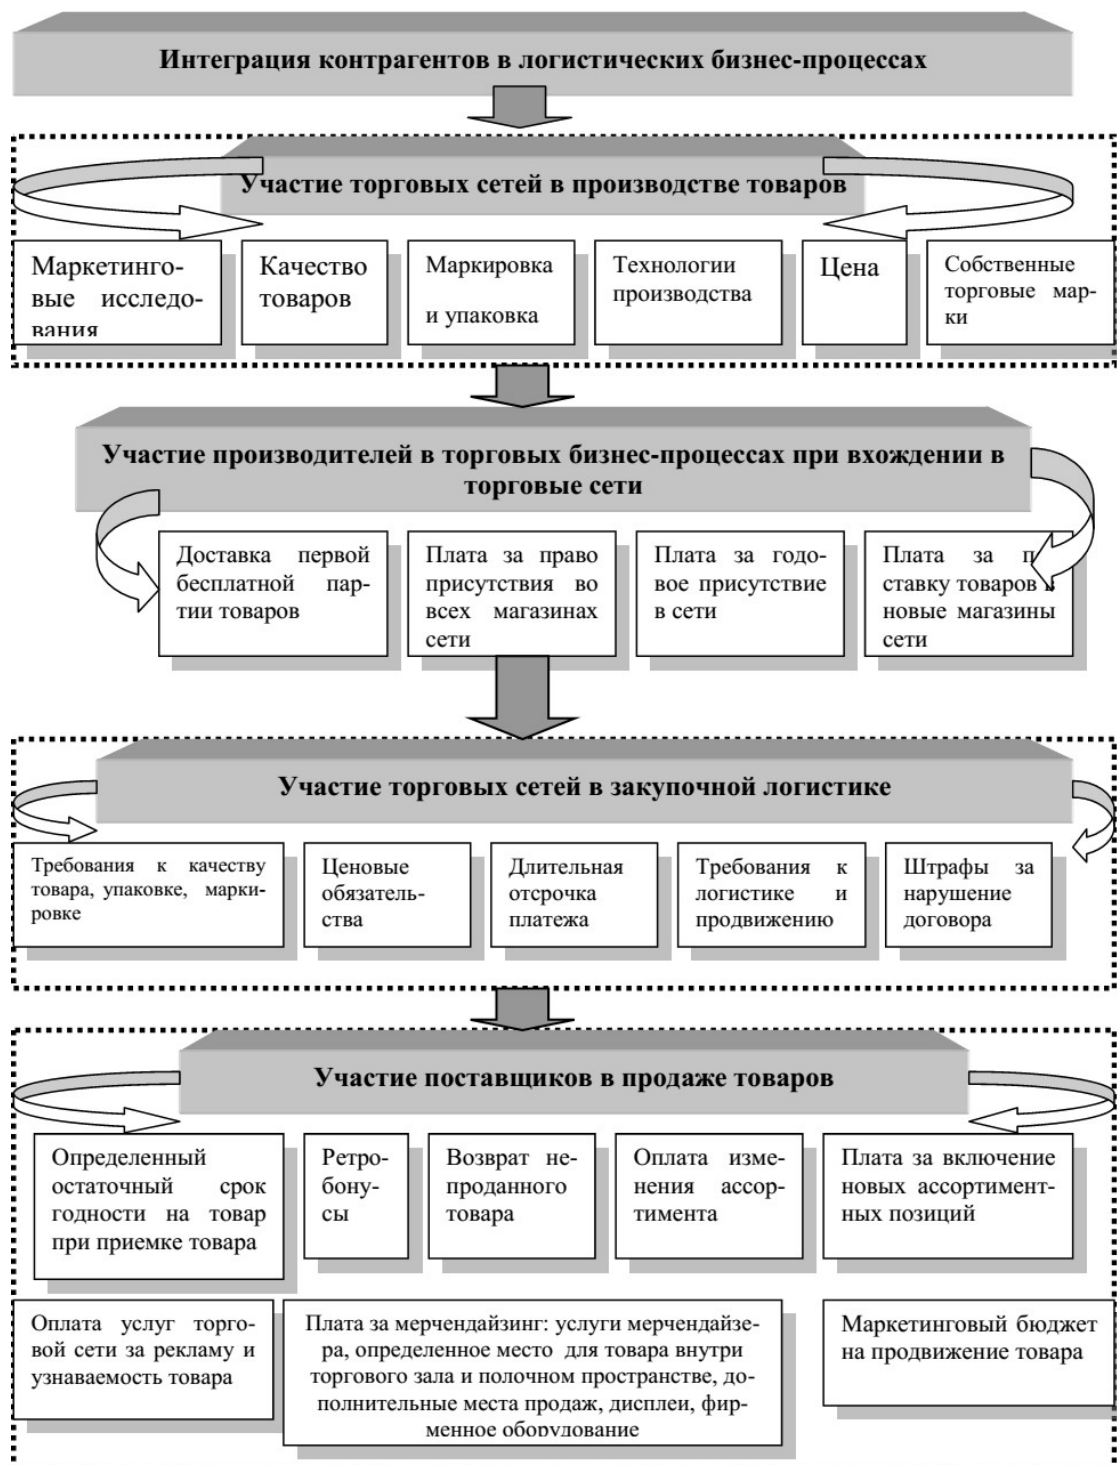 Интеграция контрагентов в логистических бизнес-процессах
Участие торговых сетей в производстве товаров
Маркетинго-
вые исследо-
вания
Качество
товаров
Маркировка
и упаковка
Технологии
производства
Цена
Собственные
торговые мар-
ки
Участие производителей в торговых бизнес-процессах при вхождении в
торговые сети
Доставка первой
бесплатной пар-
тии товаров
Плата за право
присутствия во
всех магазинах
сети
Плата за годо-
вое присутствие
в сети
Плата за
ставку товаров
новые магазины
сети
Участие торговых сетей в закупочной логистике
Требования к качеству
товара, упаковке, марки-
ровке
Ценовые
обязатель-
ства
Длительная
отсрочка
платежа
Требования к
логистике и
продвижению
Штрафы за
нарушение
договора
Участие поставщиков в продаже товаров
Определенный
остаточный срок
годности на товар
при приемке товара
Ретро-
бону-
сы
Возврат не-
проданного
товара
Оплата изме-
нения ассор-
тимента
Плата за включение
новых ассортимент-
ных позиций
Оплата услуг торго-
вой сети за рекламу и
узнаваемость товара
Плата за мерчендайзинг: услуги мерчендайзе-
ра, определенное место для товара внутри
торгового зала и полочном пространстве, до-
полнительные места продаж, дисплеи, фир-
менное оборудование
Маркетинговый бюджет
на продвижение товара